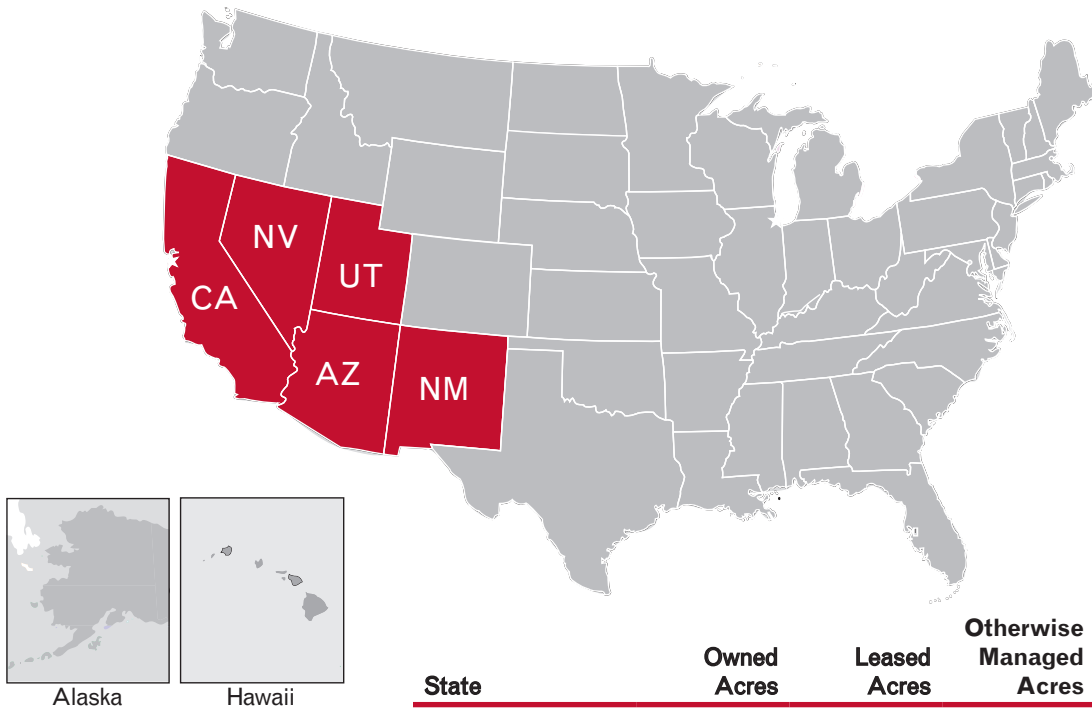 NV
UT
CA
AZ
NM
Alaska
Hawaii
State
Owned
Acres
Leased
Acres
Otherwise
Managed
Acres